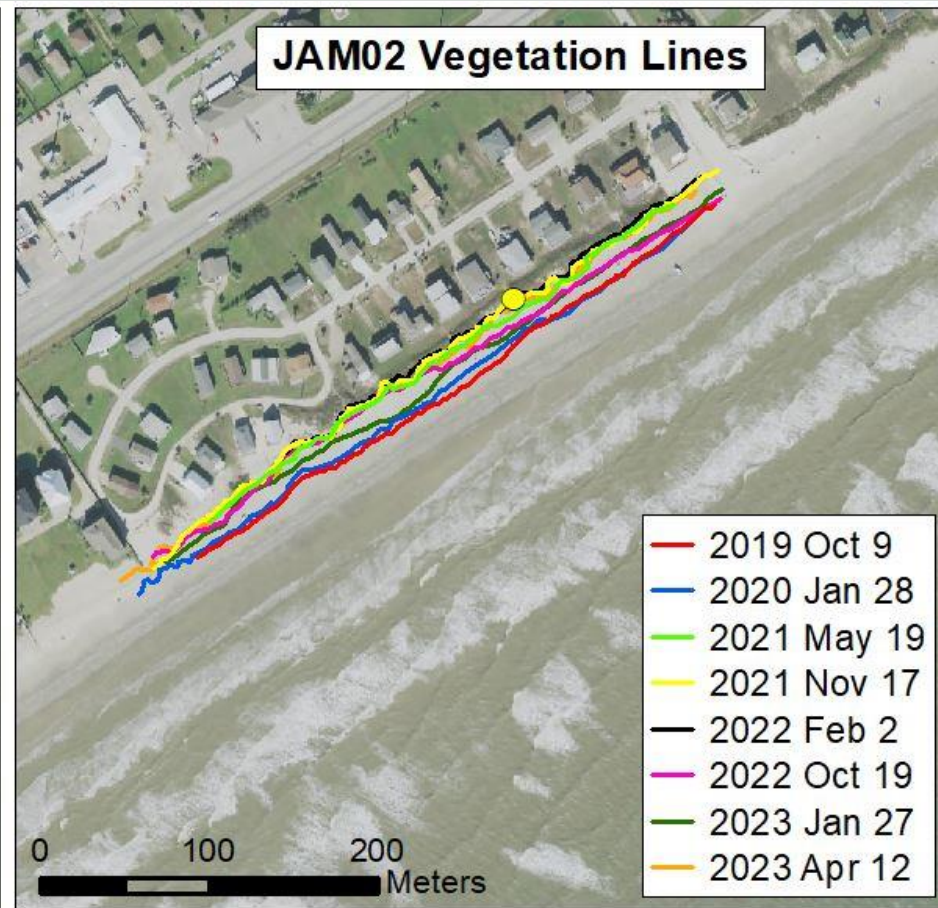 JAM02 Vegetation Lines
2019 Oct 9
2020 Jan 28
2021 May 19
2021 Nov 17
2022 Feb 2
2022 Oct 19
2023 Jan 27
2023 Apr 12
0 100 200
Meters